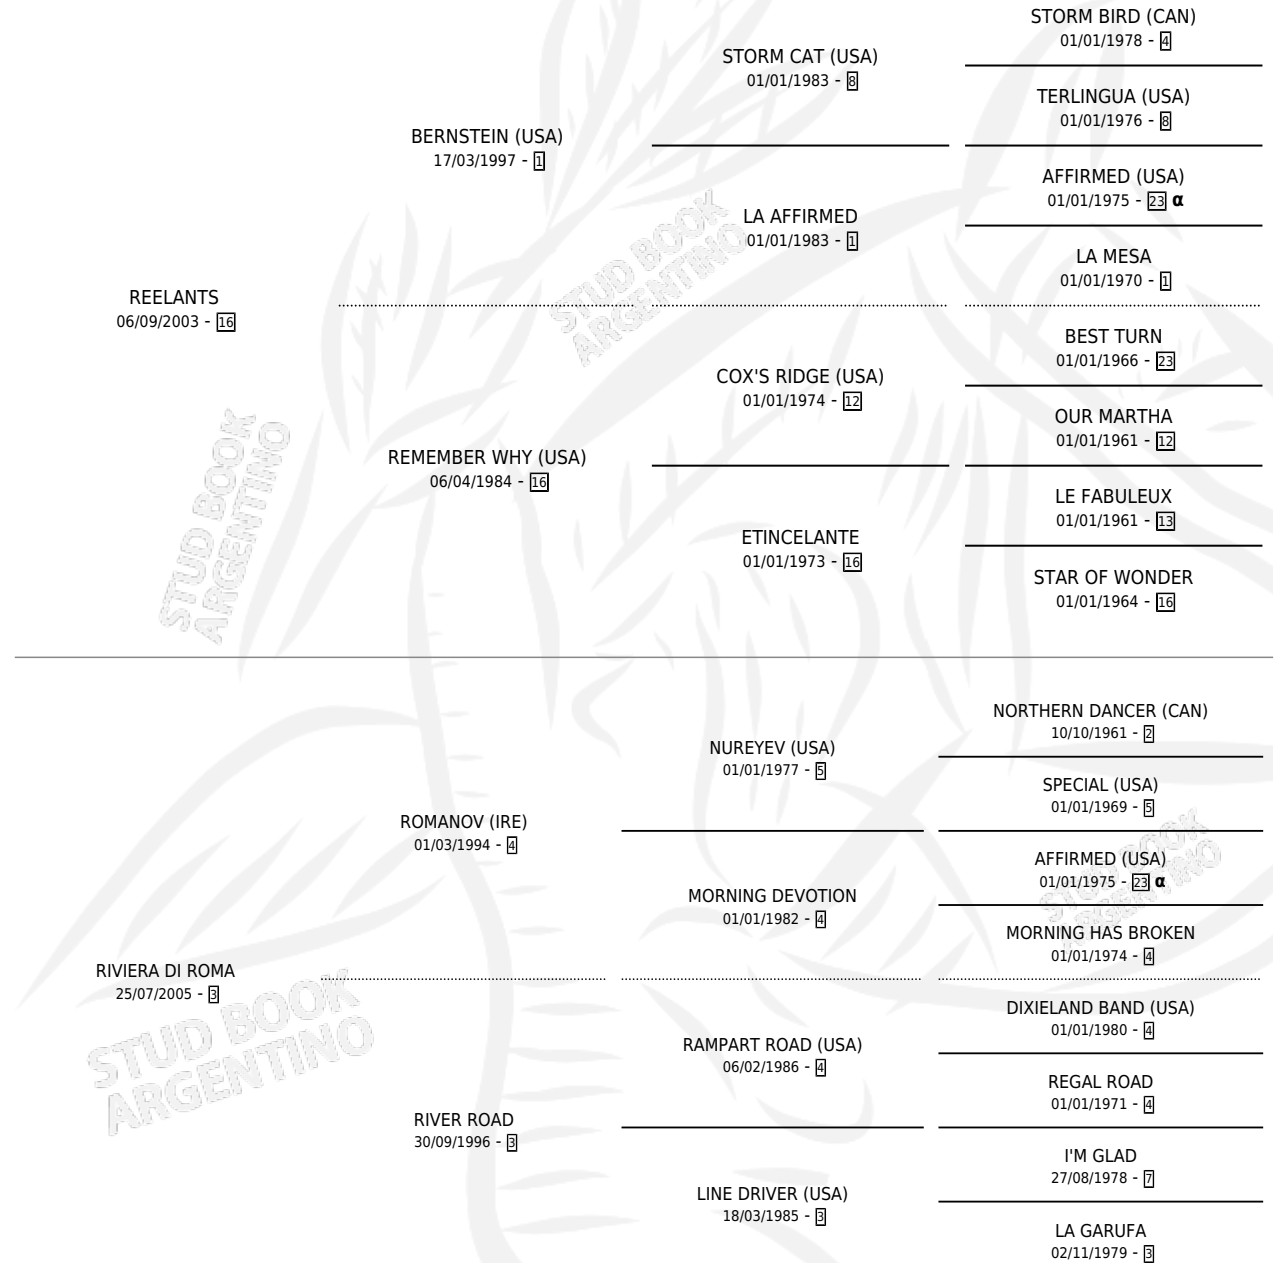 STORM BIRD (CAN)
01/01/1978 - 4
STORM CAT (USA)
01/01/1983 - 8
TERLINGUA (USA)
01/01/1976 - 8
BERNSTEIN (USA)
17/03/1997 - 1
AFFIRMED (USA)
01/01/1975 - 23 α
LA AFFIRMED
01/01/1983 - 1
LA MESA
01/01/1970 - 1
REELANTS
06/09/2003 - 16
BEST TURN
01/01/1966 - 23
COX'S RIDGE (USA)
01/01/1974 - 12
OUR MARTHA
01/01/1961 - 12
REMEMBER WHY (USA)
06/04/1984 - 16
LE FABULEUX
01/01/1961 - 13
ETINCELANTE
01/01/1973 - 16
STAR OF WONDER
01/01/1964 - 16
NORTHERN DANCER (CAN)
10/10/1961 - 2
NUREYEV (USA)
01/01/1977 - 5
SPECIAL (USA)
01/01/1969 - 5
ROMANOV (IRE)
01/03/1994 - 4
AFFIRMED (USA)
01/01/1975 - 23 α
MORNING DEVOTION
01/01/1982 - 4
MORNING HAS BROKEN
01/01/1974 - 4
RIVIERA DI ROMA
25/07/2005 - 3
DIXIELAND BAND (USA)
01/01/1980 - 4
RAMPART ROAD (USA)
06/02/1986 - 4
REGAL ROAD
01/01/1971 - 4
RIVER ROAD
30/09/1996 - 3
I'M GLAD
27/08/1978 - 7
LINE DRIVER (USA)
18/03/1985 - 3
LA GARUFA
02/11/1979 - 3
STUD BOOK
ARGENTINO
STUD BOOK
ARGENTINO
STUD BOOK
ARGENTINO
STUD BOOK
ARGENTINO